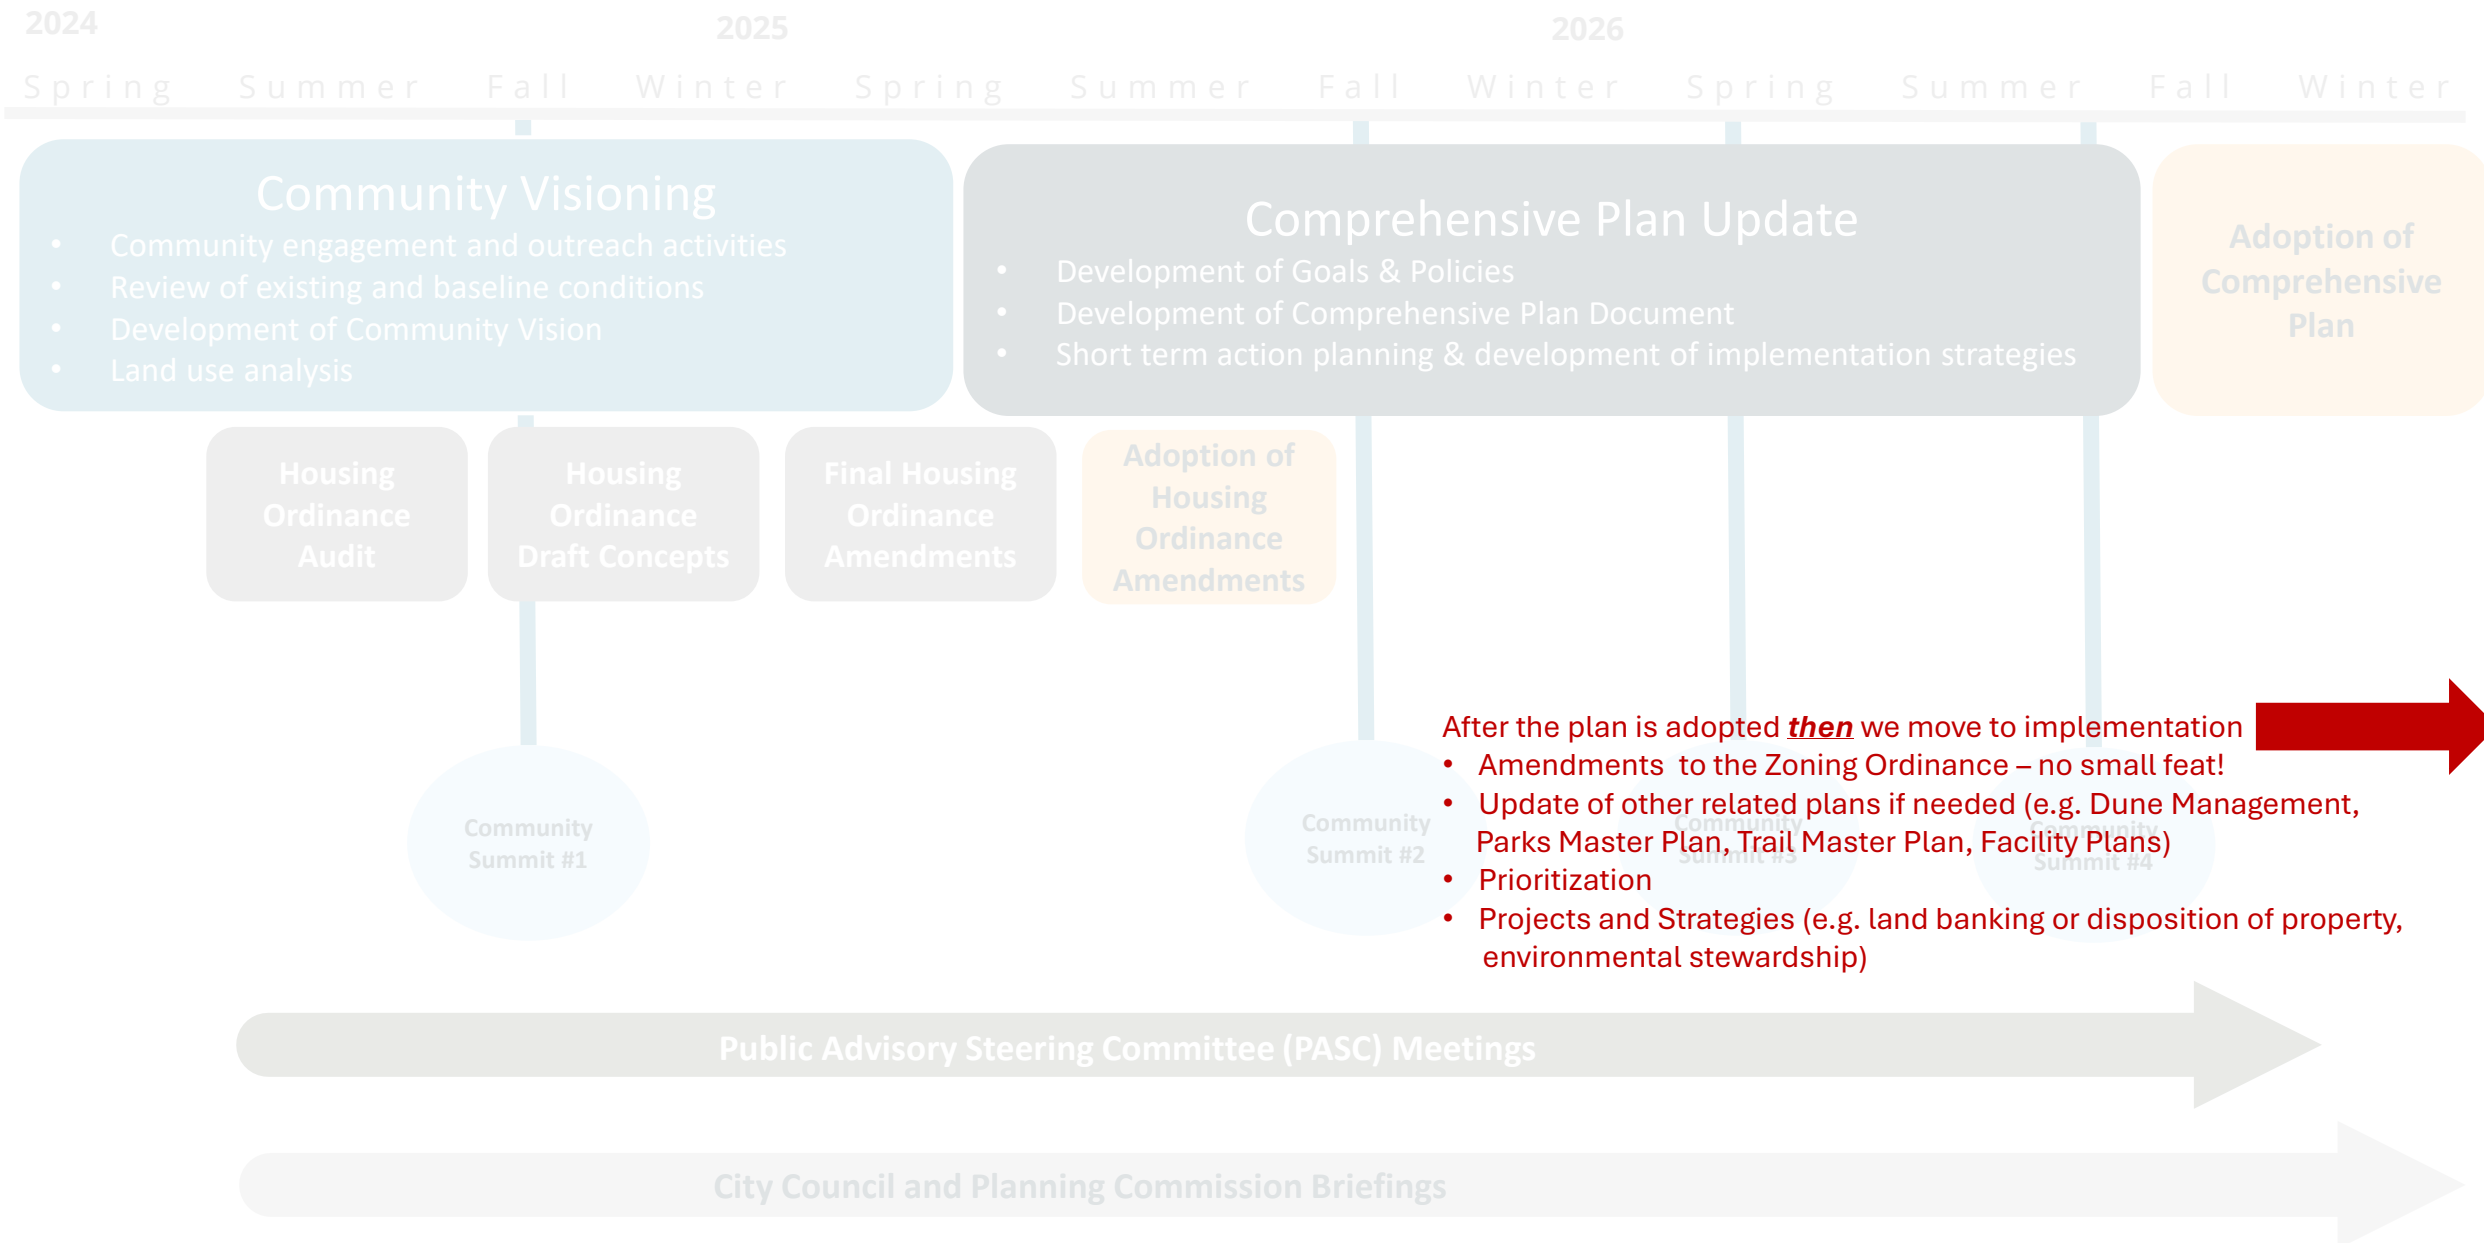 2024 2025 2026
Spring Summer Fall Winter Spring Summer Fall Winter Spring Summer Fall Winter
Community Visioning
• Community engagement and outreach activities
• Review of existing and baseline conditions
• Development of Community Vision
• Land use analysis
Comprehensive Plan Update
• Development of Goals & Policies
• Development of Comprehensive Plan Document
• Short term action planning & development of implementation strategies
Adoption of
Comprehensive
Plan
Housing
Ordinance
Audit
Housing
Ordinance
Draft Concepts
Final Housing
Ordinance
Amendments
Adoption of
Housing
Ordinance
Amendments
Community
Summit #1
Community
Summit #2
Community
Summit #3
Community
Summit #4
After the plan is adopted then we move to implementation
• Amendments to the Zoning Ordinance – no small feat!
• Update of other related plans if needed (e.g. Dune Management,
Parks Master Plan, Trail Master Plan, Facility Plans)
• Prioritization
• Projects and Strategies (e.g. land banking or disposition of property,
environmental stewardship)
Public Advisory Steering Committee (PASC) Meetings
City Council and Planning Commission Briefings